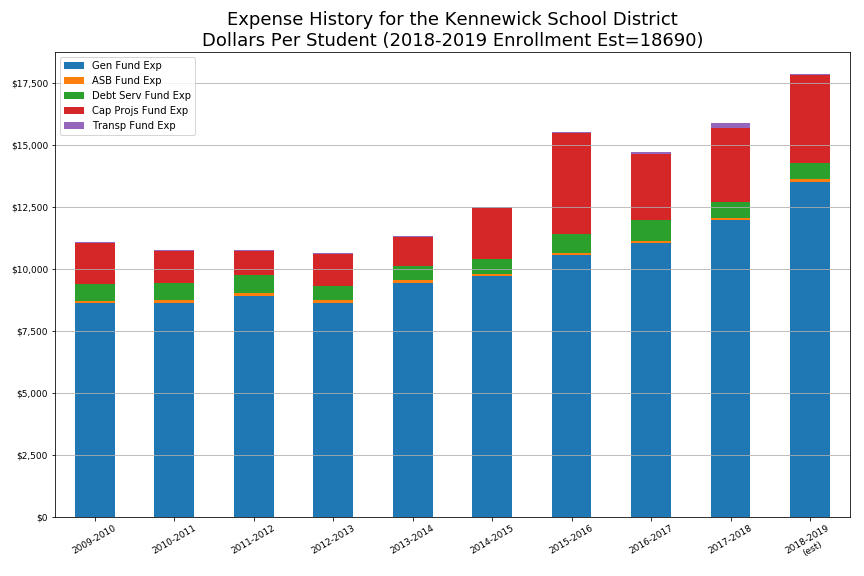 Expense History for the Kennewick School District
Dollars Per Student (2018-2019 Enrollment Est=18690)
Gen Fund Exp
ASB Fund Exp
Debt Serv Fund Exp
Cap Projs Fund Exp
Transp Fund Exp
$17,500
$15,000
$12,500
$10,000
$7,500
$5,000
$2,500
$0
2009-2010
2010-2011
2011-2012
2012-2013
2013-2014
2014-2015
2015-2016
2016-2017
2017-2018
2018-2019
(est)